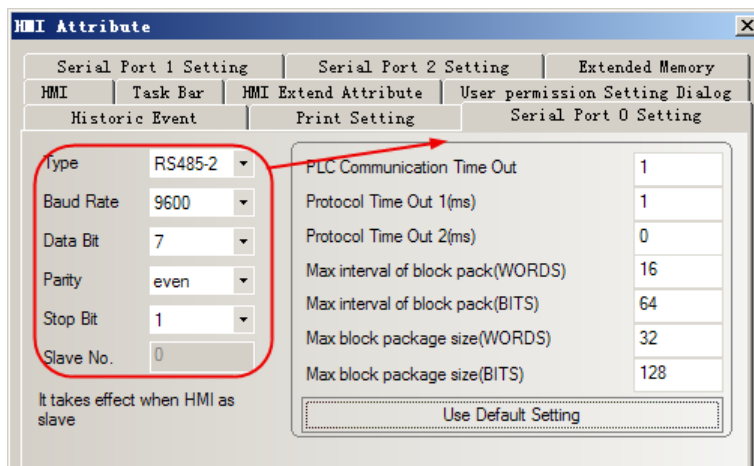 HMI Attribute
Serial Port 1 Setting
Serial Port 2 Setting
Extended Memory
HMI
Task Bar
HMI Extend Attribute
User permission Setting Dialog
Historic Event
Print Setting
Serial Port 0 Setting
Type RS485-2
Baud Rate 9600
Data Bit 7
Parity even
Stop Bit 1
Slave No. 0
It takes effect when HMI as
slave
PLC Communication Time Out 1
Protocol Time Out 1(ms) 1
Protocol Time Out 2(ms) 0
Max interval of block pack(WORDS) 16
Max interval of block pack(BITS) 64
Max block package size(WORDS) 32
Max block package size(BITS) 128
Use Default Setting